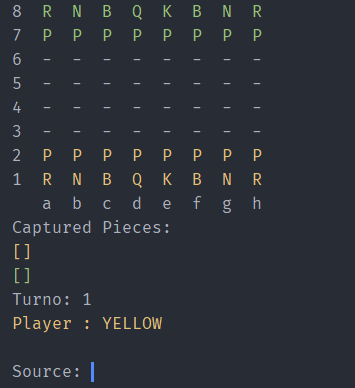 8 R N B Q K B N R
7 P P P P P P P P
6 - - - - - - - -
5 - - - - - - - -
4 - - - - - - - -
3 - - - - - - - -
2 P P P P P P P P
1 R N B Q K B N R
a b c d e f g h
Captured Pieces:
[]
[]
Turno: 1
Player : YELLOW
Source: